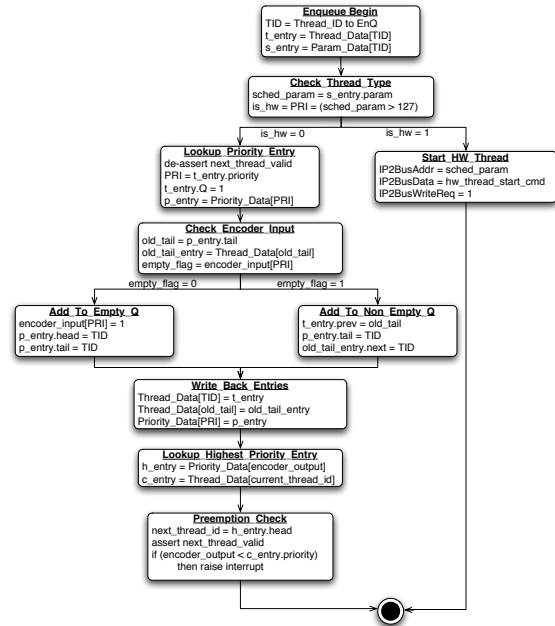 Enqueue Begin
TID = Thread_ID to EnQ
t_entry = Thread_Data[TID]
s_entry = Param_Data[TID]
Check Thread Type
sched_param = s_entry.param
is_hw = PRI = (sched_param > 127)
is_hw = 0
is_hw = 1
Lookup Priority Entry
de-assert next_thread_valid
PRI = t_entry.priority
t_entry.Q = 1
p_entry = Priority_Data[PRI]
Start HW Thread
IP2BusAddr = sched_param
IP2BusData = hw_thread_start_cmd
IP2BusWriteReq = 1
Check Encoder Input
old_tail = p_entry.tail
old_tail_entry = Thread_Data[old_tail]
empty_flag = encoder_input[PRI]
empty_flag = 0
empty_flag = 1
Add To Empty Q
encoder_input[PRI] = 1
p_entry.head = TID
p_entry.tail = TID
Add To Non Empty Q
t_entry.prev = old_tail
p_entry.tail = TID
old_tail_entry.next = TID
Write Back Entries
Thread_Data[TID] = t_entry
Thread_Data[old_tail] = old_tail_entry
Priority_Data[PRI] = p_entry
Lookup Highest Priority Entry
h_entry = Priority_Data[encoder_output]
c_entry = Thread_Data[current_thread_id]
Preemption Check
next_thread_id = h_entry.head
assert next_thread_valid
if (encoder_output < c_entry.priority)
then raise interrupt